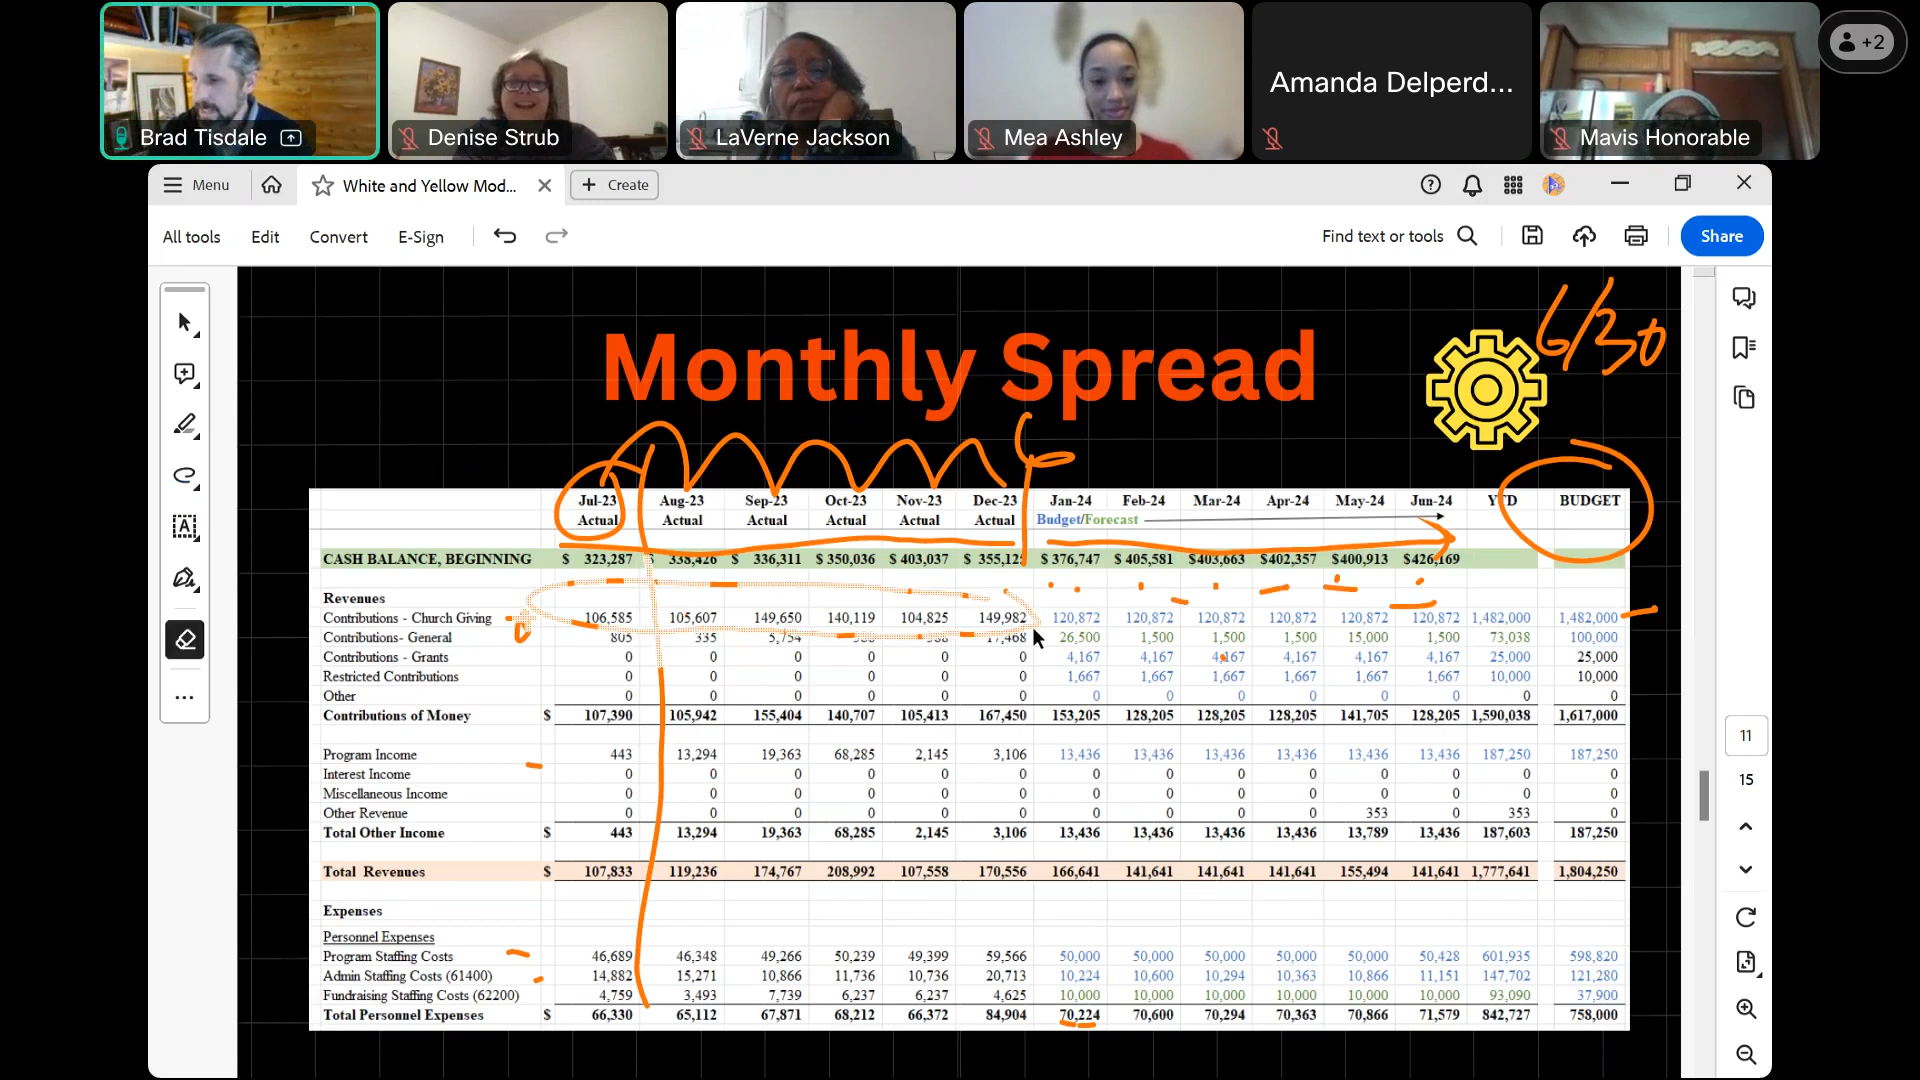 Amanda Delperd...
+2
Brad Tisdale
Denise Strub
LaVerne Jackson
Mea Ashley
Mavis Honorable
Menu
White and Yellow Mod...
Create
All tools Edit Convert E-Sign
Find text or tools
Share
6/30
Monthly Spread
Jul-23 Aug-23 Sep-23 Oct-23 Nov-23 Dec-23 Jan-24 Feb-24 Mar-24 Apr-24 May-24 Jun-24 YTD BUDGET
Actual Actual Actual Actual Actual Actual Budget/Forecast
CASH BALANCE, BEGINNING $ 323,287 $ 338,426 $ 336,311 $ 350,036 $ 403,037 $ 355,125 $ 376,747 $ 405,581 $403,663 $402,357 $400,913 $426,169
Revenues
Contributions - Church Giving 106,585 105,607 149,650 140,119 104,825 149,982 120,872 120,872 120,872 120,872 120,872 120,872 1,482,000 1,482,000
Contributions- General 805 335 5,754 17,468 26,500 1,500 1,500 1,500 15,000 1,500 73,038 100,000
Contributions - Grants 0 0 0 0 0 0 4,167 4,167 4,167 4,167 4,167 4,167 25,000 25,000
Restricted Contributions 0 0 0 0 0 0 1,667 1,667 1,667 1,667 1,667 1,667 10,000 10,000
Other 0 0 0 0 0 0 0 0 0 0 0 0 0 0
Contributions of Money $ 107,390 105,942 155,404 140,707 105,413 167,450 153,205 128,205 128,205 128,205 141,705 128,205 1,590,038 1,617,000
Program Income 443 13,294 19,363 68,285 2,145 3,106 13,436 13,436 13,436 13,436 13,436 13,436 187,250 187,250
Interest Income 0 0 0 0 0 0 0 0 0 0 0 0 0 0
Miscellaneous Income 0 0 0 0 0 0 0 0 0 0 0 0 0 0
Other Revenue 0 0 0 0 0 0 0 0 0 0 353 0 353 0
Total Other Income $ 443 13,294 19,363 68,285 2,145 3,106 13,436 13,436 13,436 13,436 13,789 13,436 187,603 187,250
Total Revenues $ 107,833 119,236 174,767 208,992 107,558 170,556 166,641 141,641 141,641 141,641 155,494 141,641 1,777,641 1,804,250
Expenses
Personnel Expenses
Program Staffing Costs 46,689 46,348 49,266 50,239 49,399 59,566 50,000 50,000 50,000 50,000 50,000 50,428 601,935 598,820
Admin Staffing Costs (61400) 14,882 15,271 10,866 11,736 10,736 20,713 10,224 10,600 10,294 10,363 10,866 11,151 147,702 121,280
Fundraising Staffing Costs (62200) 4,759 3,493 7,739 6,237 6,237 4,625 10,000 10,000 10,000 10,000 10,000 10,000 93,090 37,900
Total Personnel Expenses $ 66,330 65,112 67,871 68,212 66,372 84,904 70,224 70,600 70,294 70,363 70,866 71,579 842,727 758,000
11
15